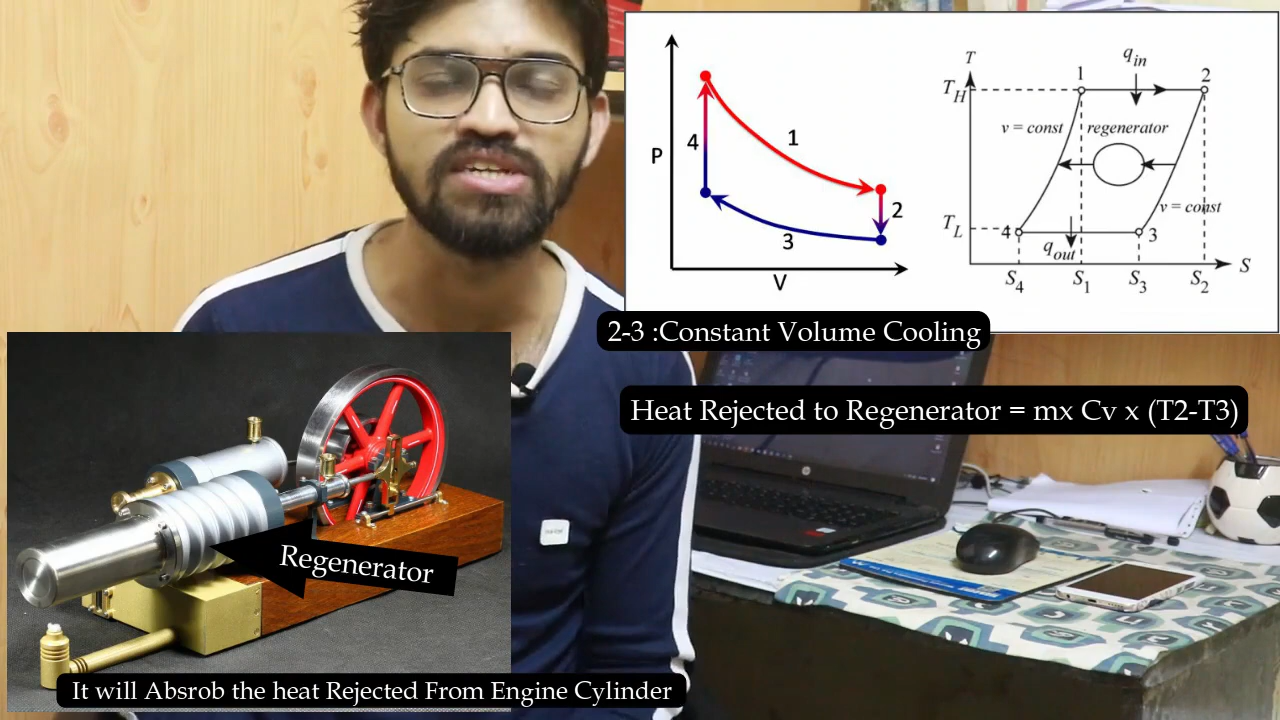 P
V
1
2
3
4
T
q_in
T_H
1
2
v = const
regenerator
v = const
T_L
4
q_out
3
S
S_4
S_1
S_3
S_2
2-3 :Constant Volume Cooling
Heat Rejected to Regenerator = mx Cv x (T2-T3)
hp
Regenerator
It will Absrob the heat Rejected From Engine Cylinder